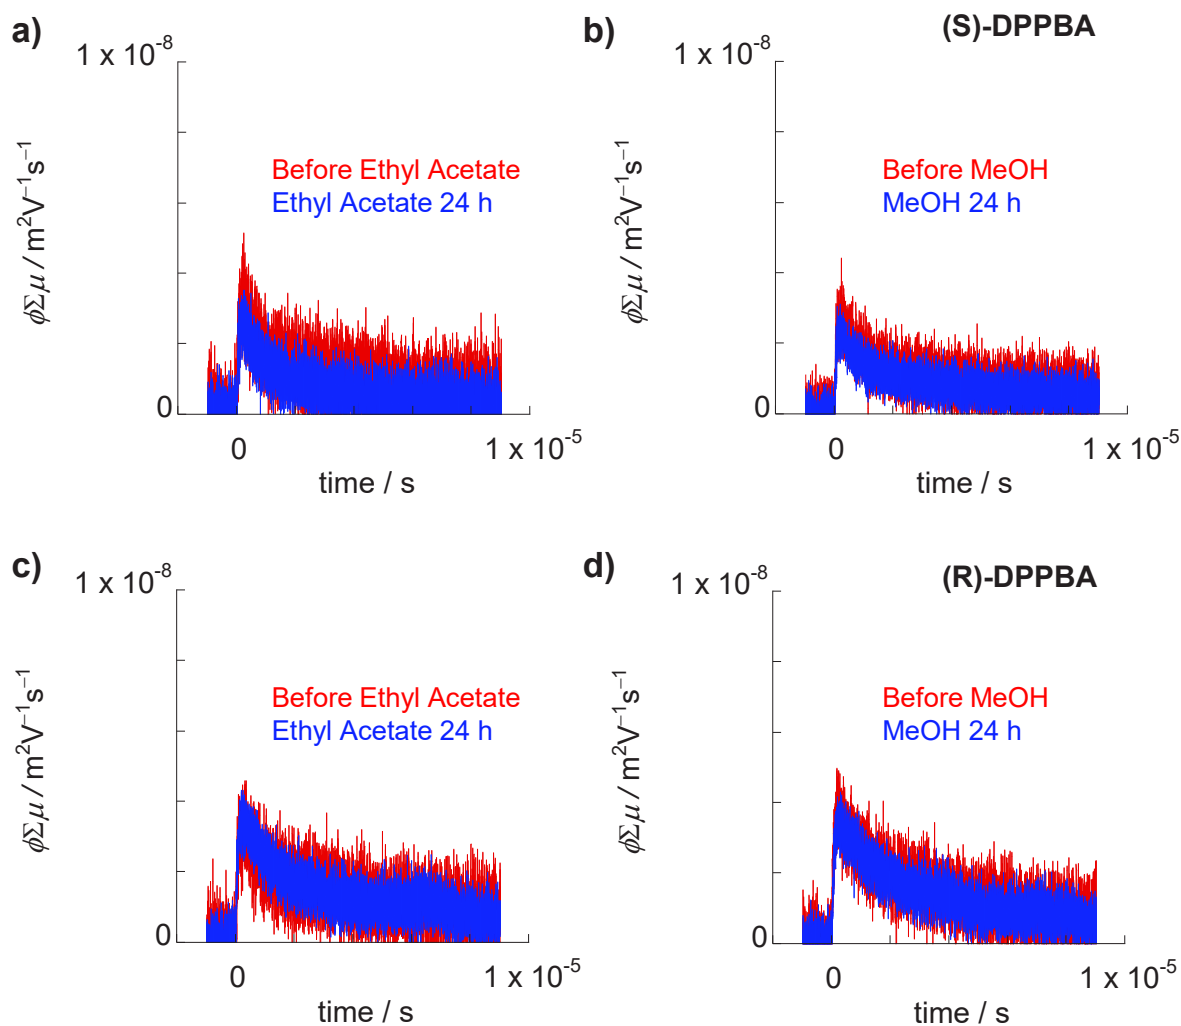 a)
1 x 10⁻⁸
ϕΣμ / m²V⁻¹s⁻¹
Before Ethyl Acetate
Ethyl Acetate 24 h
0
0
1 x 10⁻⁵
time / s
b)
(S)-DPPBA
1 x 10⁻⁸
ϕΣμ / m²V⁻¹s⁻¹
Before MeOH
MeOH 24 h
0
0
1 x 10⁻⁵
time / s
c)
1 x 10⁻⁸
ϕΣμ / m²V⁻¹s⁻¹
Before Ethyl Acetate
Ethyl Acetate 24 h
0
0
1 x 10⁻⁵
time / s
d)
(R)-DPPBA
1 x 10⁻⁸
ϕΣμ / m²V⁻¹s⁻¹
Before MeOH
MeOH 24 h
0
0
1 x 10⁻⁵
time / s